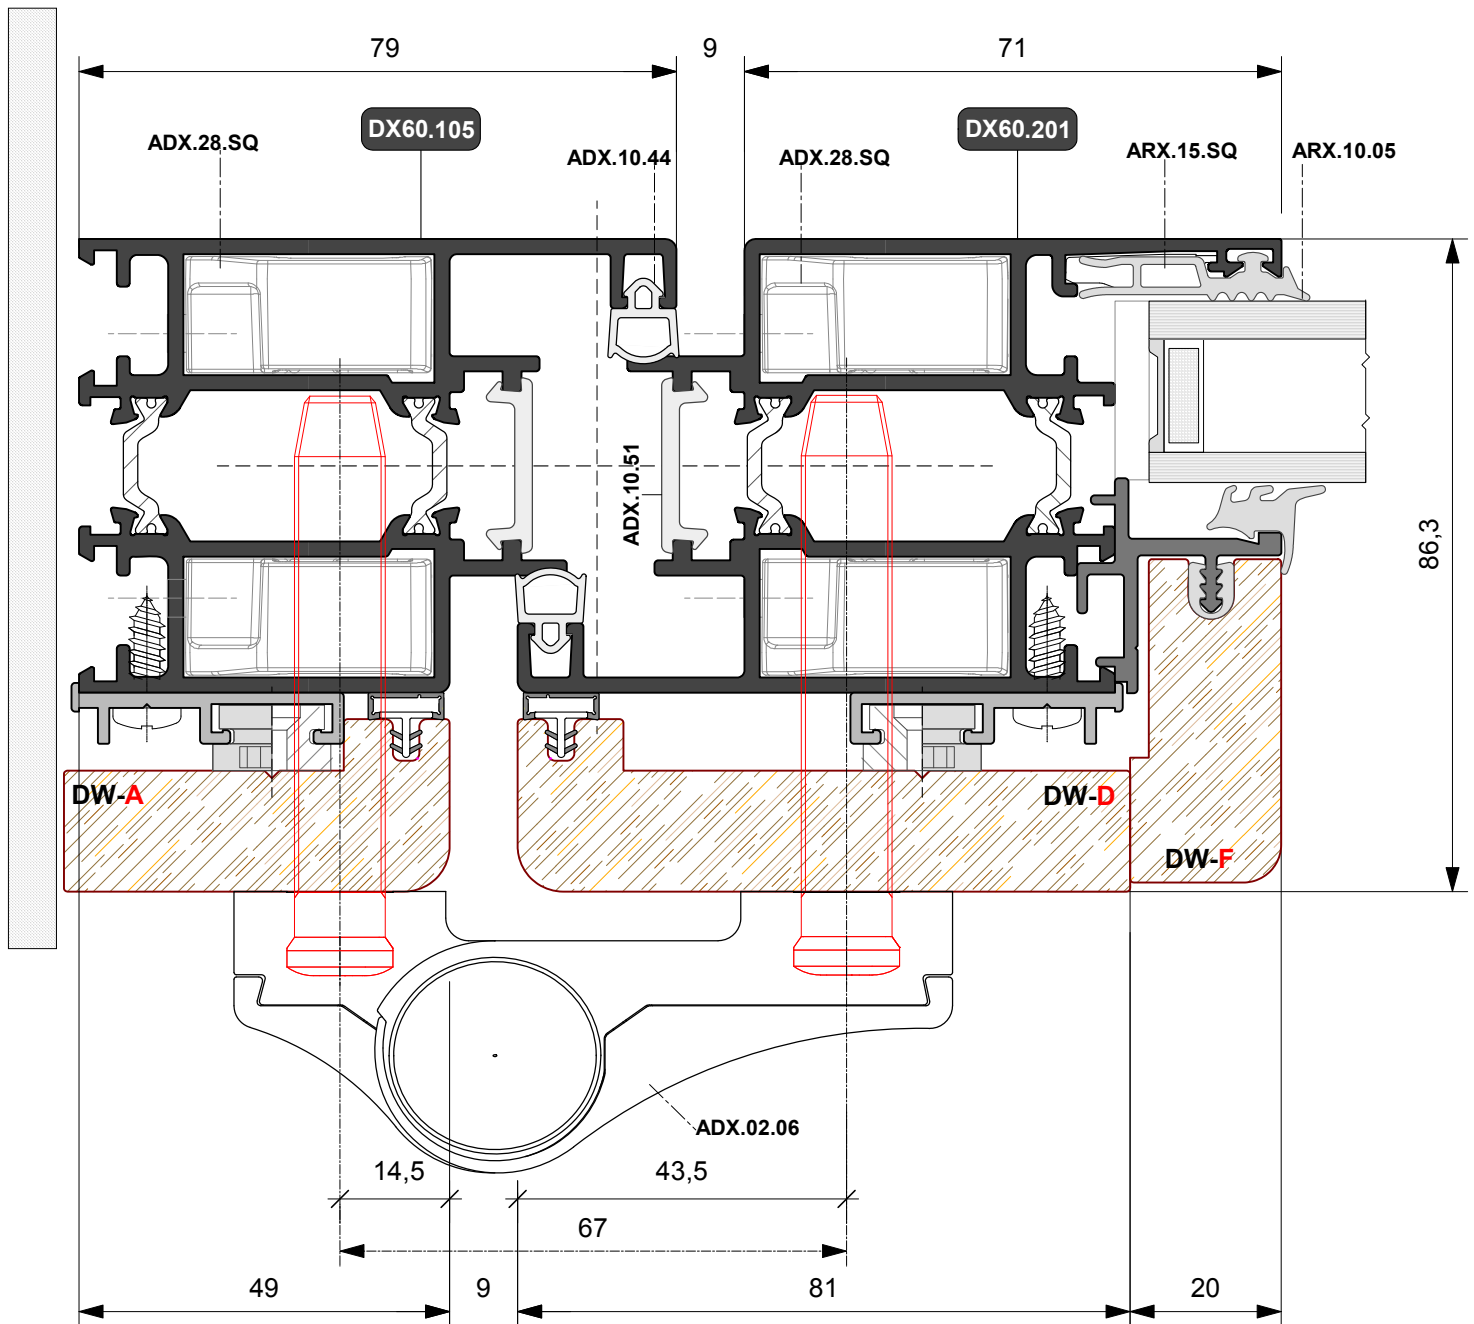 79
9
71
DX60.105
DX60.201
ADX.28.SQ
ADX.10.44
ADX.28.SQ
ARX.15.SQ
ARX.10.05
ADX.10.51
86,3
DW-A
DW-D
DW-F
ADX.02.06
14,5
43,5
67
49
9
81
20